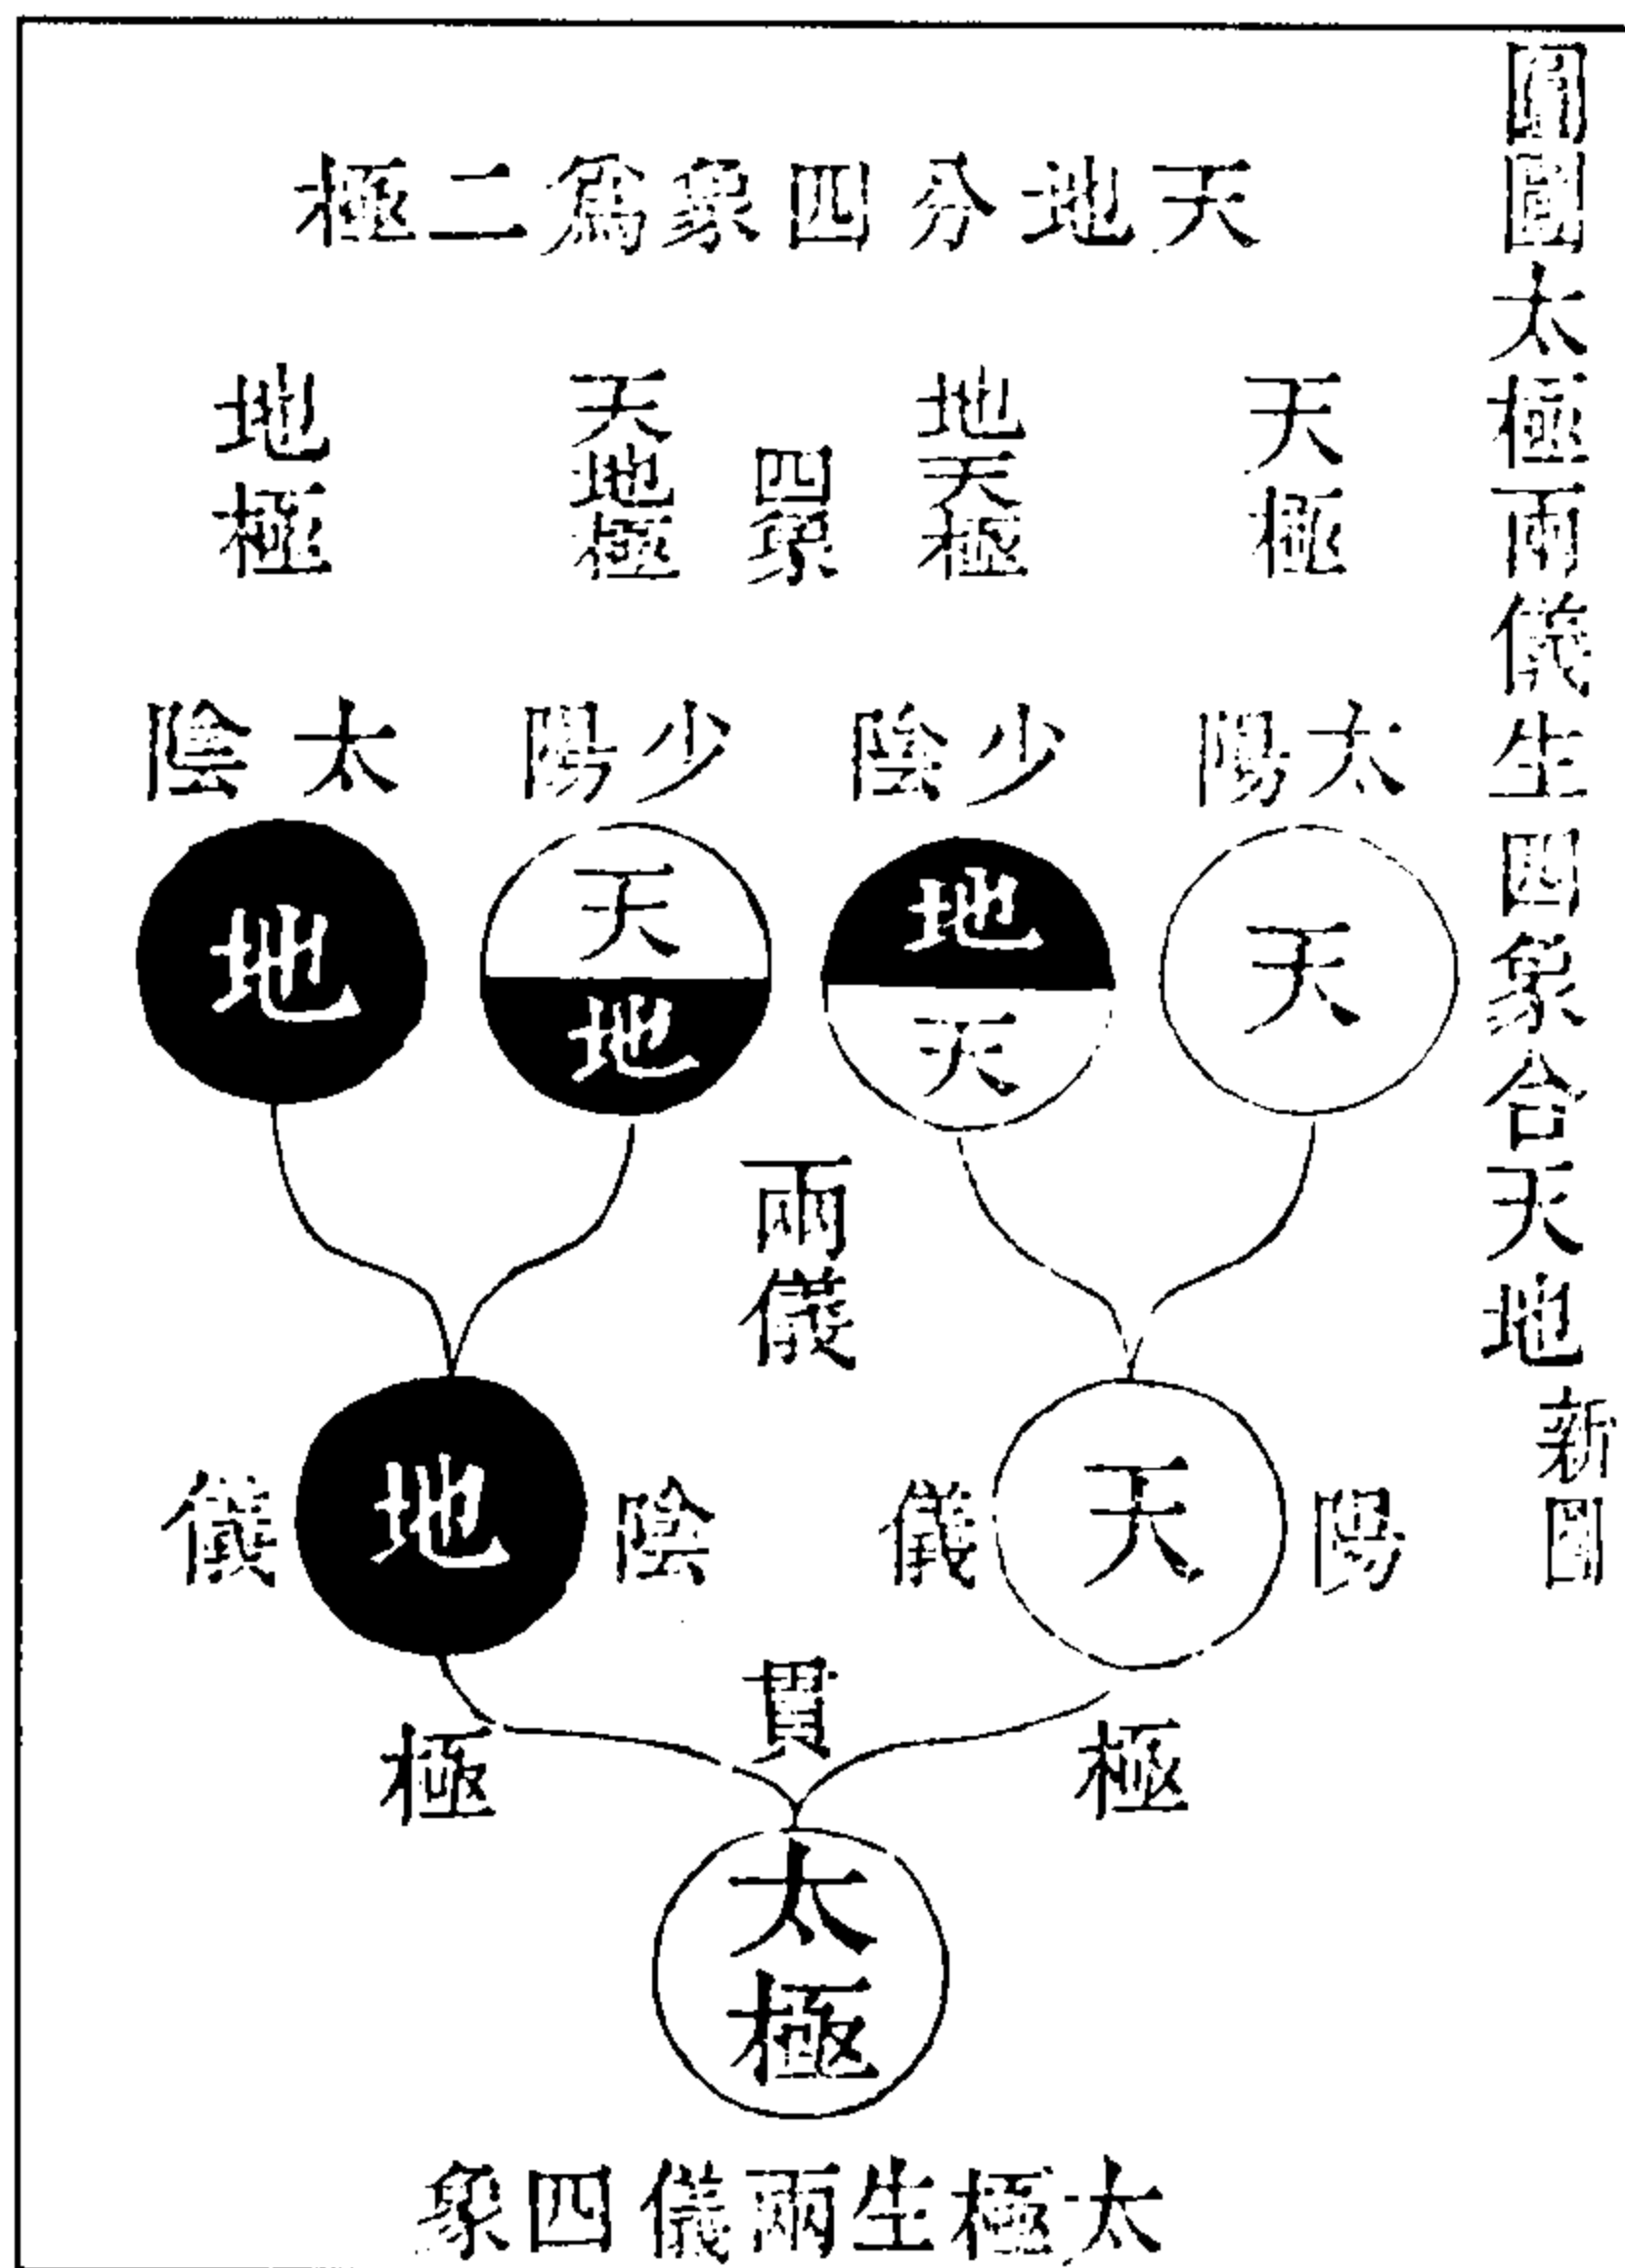 太極兩儀生四象合天地新圖
天地分四象爲二極
天極
地天極
四象
天地極
地極
太陽
少陰
少陽
太陰
天
地
天
天
地
地
兩儀
陽
天
儀
陰
地
儀
極
貫
極
太極
太極生兩儀四象